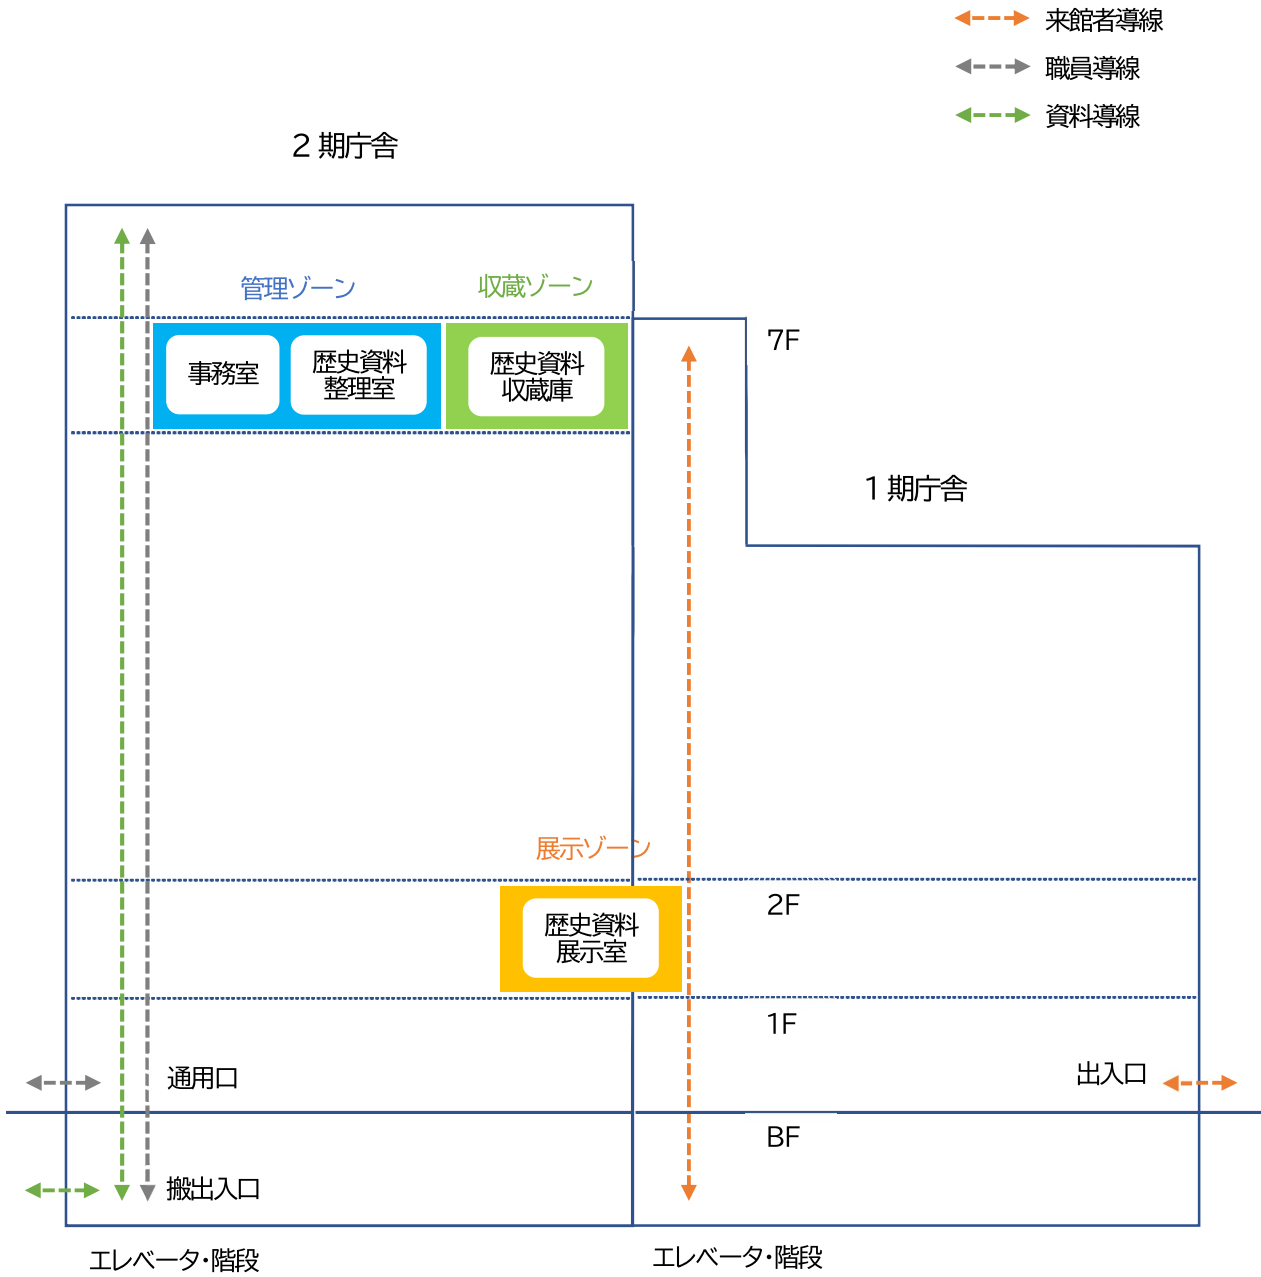 来館者導線
職員導線
資料導線
２期庁舎
管理ゾーン
収蔵ゾーン
7F
事務室
歴史資料
整理室
歴史資料
収蔵庫
１期庁舎
展示ゾーン
2F
歴史資料
展示室
1F
通用口
出入口
BF
搬出入口
エレベータ・階段
エレベータ・階段